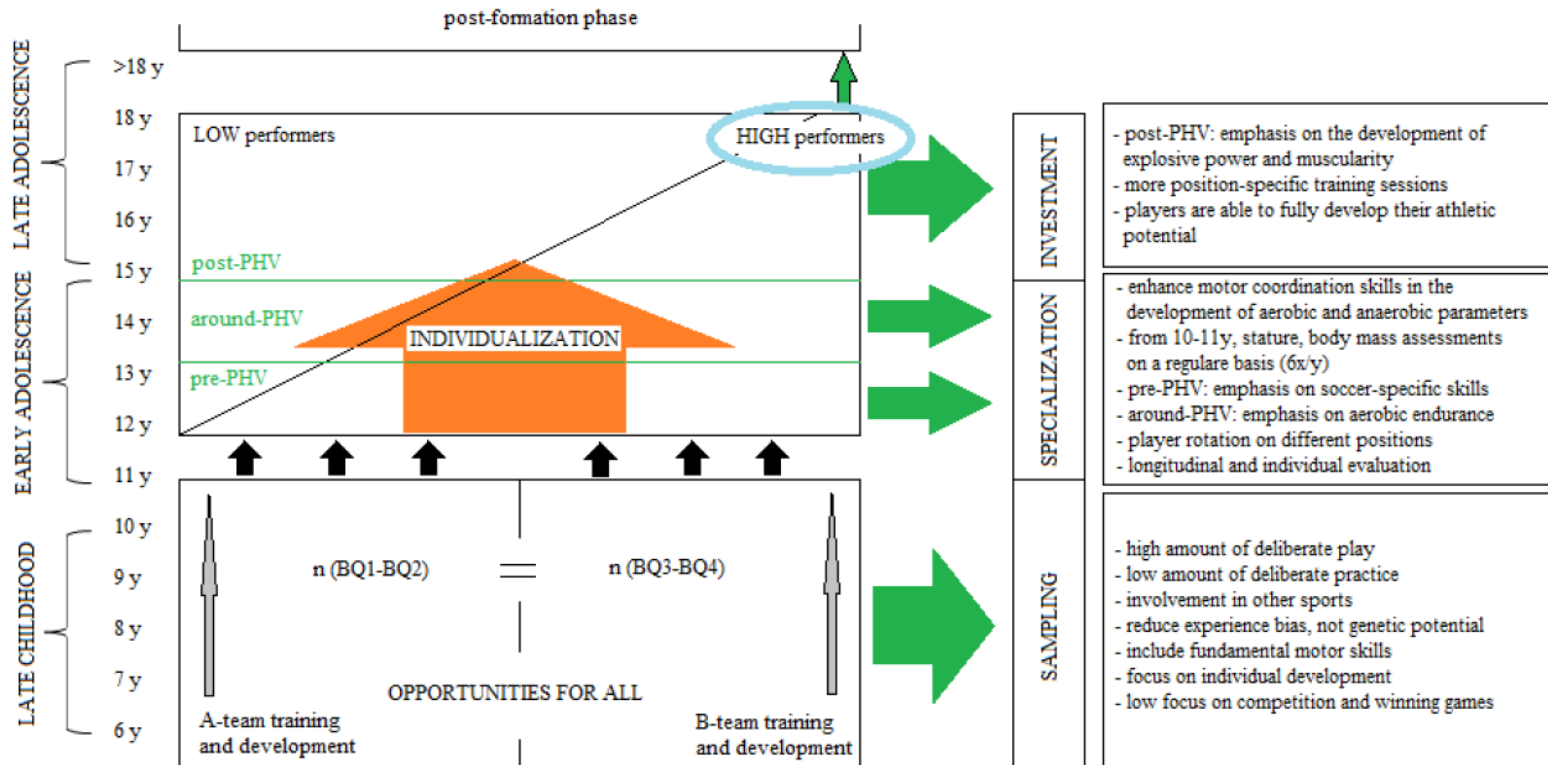 post-formation phase
LATE ADOLESCENCE
EARLY ADOLESCENCE
LATE CHILDHOOD
>18 y
18 y
17 y
16 y
15 y
14 y
13 y
12 y
11 y
10 y
9 y
8 y
7 y
6 y
LOW performers
HIGH performers
post-PHV
around-PHV
INDIVIDUALIZATION
pre-PHV
n (BQ1-BQ2)
=
n (BQ3-BQ4)
OPPORTUNITIES FOR ALL
A-team training
and development
B-team training
and development
INVESTMENT
- post-PHV: emphasis on the development of
explosive power and muscularity
- more position-specific training sessions
- players are able to fully develop their athletic
potential
SPECIALIZATION
- enhance motor coordination skills in the
development of aerobic and anaerobic parameters
- from 10-11y, stature, body mass assessments
on a regulare basis (6x/y)
- pre-PHV: emphasis on soccer-specific skills
- around-PHV: emphasis on aerobic endurance
- player rotation on different positions
- longitudinal and individual evaluation
SAMPLING
- high amount of deliberate play
- low amount of deliberate practice
- involvement in other sports
- reduce experience bias, not genetic potential
- include fundamental motor skills
- focus on individual development
- low focus on competition and winning games